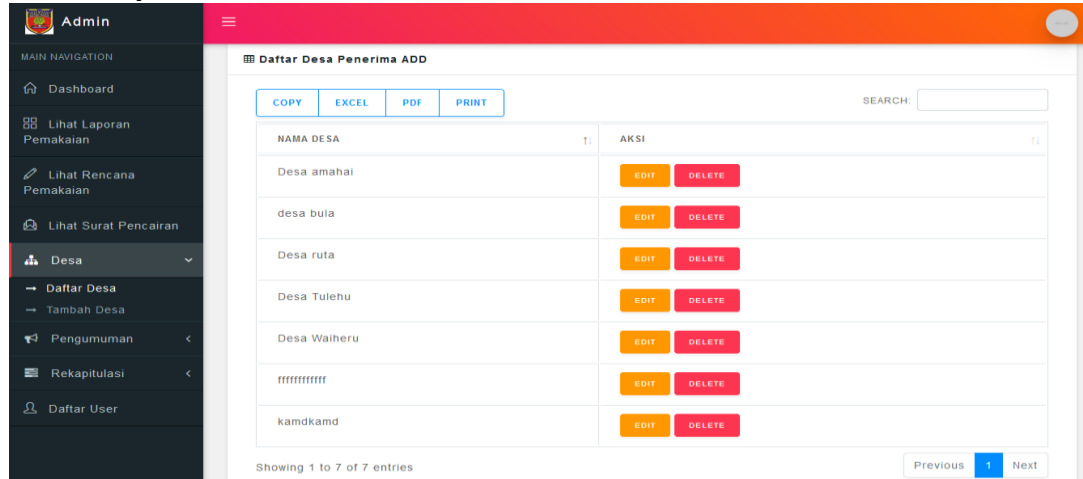 Admin
MAIN NAVIGATION
Dashboard
Lihat Laporan
Pemakaian
Lihat Rencana
Pemakaian
Lihat Surat Pencairan
Desa
Daftar Desa
Tambah Desa
Pengumuman
Rekapitulasi
Daftar User
Daftar Desa Penerima ADD
COPY EXCEL PDF PRINT SEARCH:
NAMA DESA AKSI
Desa amahai EDIT DELETE
desa bula EDIT DELETE
Desa ruta EDIT DELETE
Desa Tulehu EDIT DELETE
Desa Waiheru EDIT DELETE
ffffffffffff EDIT DELETE
kamdkamd EDIT DELETE
Showing 1 to 7 of 7 entries Previous 1 Next